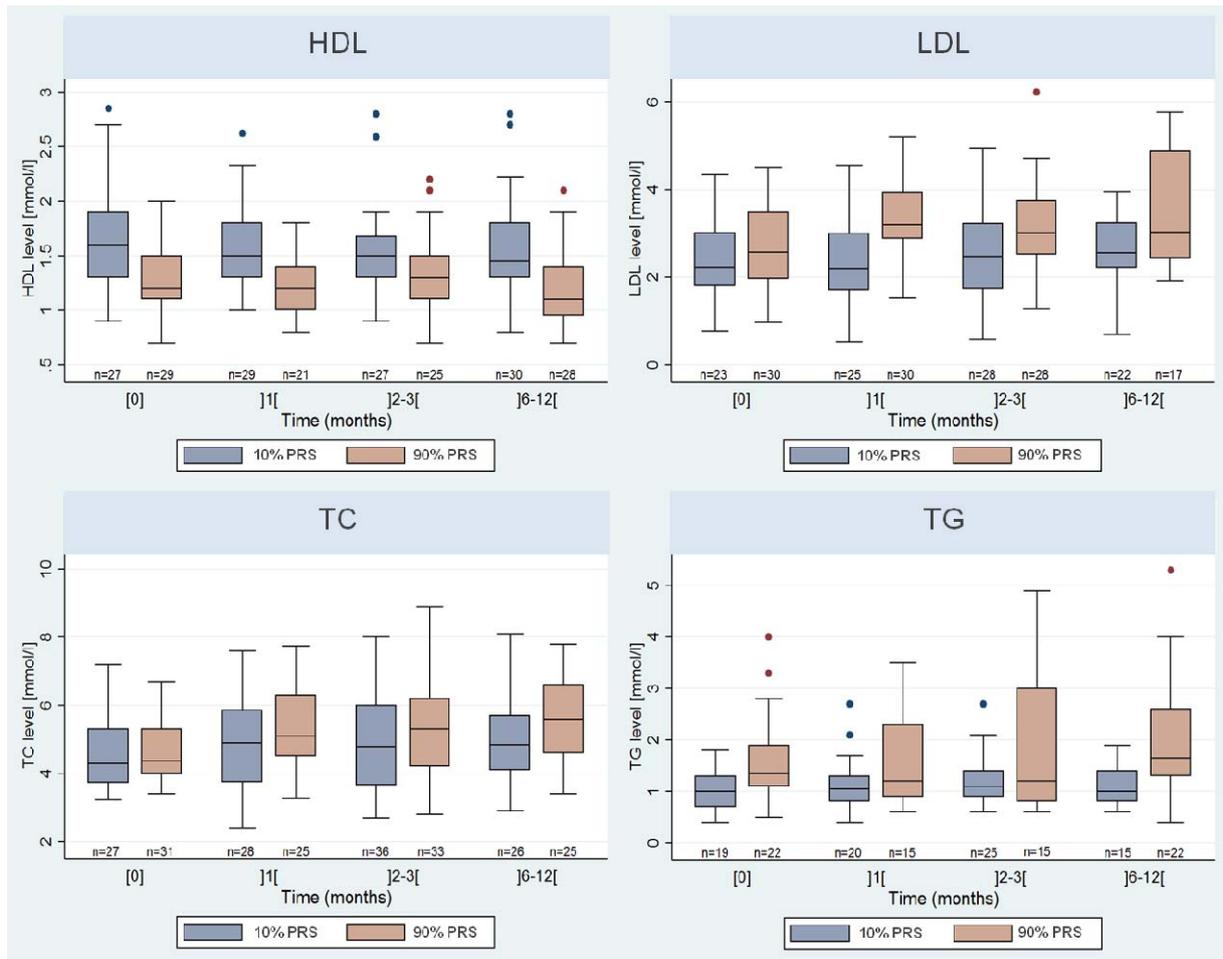 HDL
HDL level [mmol/l]
3
2.5
2
1.5
1
.5
n=27 n=29 n=29 n=21 n=27 n=25 n=30 n=28
[0] ]1[ ]2-3[ ]6-12[
Time (months)
10% PRS 90% PRS
LDL
LDL level [mmol/l]
6
4
2
0
n=23 n=30 n=25 n=30 n=28 n=28 n=22 n=17
[0] ]1[ ]2-3[ ]6-12[
Time (months)
10% PRS 90% PRS
TC
TC level [mmol/l]
10
8
6
4
2
n=27 n=31 n=28 n=25 n=36 n=33 n=26 n=25
[0] ]1[ ]2-3[ ]6-12[
Time (months)
10% PRS 90% PRS
TG
TG level [mmol/l]
5
4
3
2
1
0
n=19 n=22 n=20 n=15 n=25 n=15 n=15 n=22
[0] ]1[ ]2-3[ ]6-12[
Time (months)
10% PRS 90% PRS